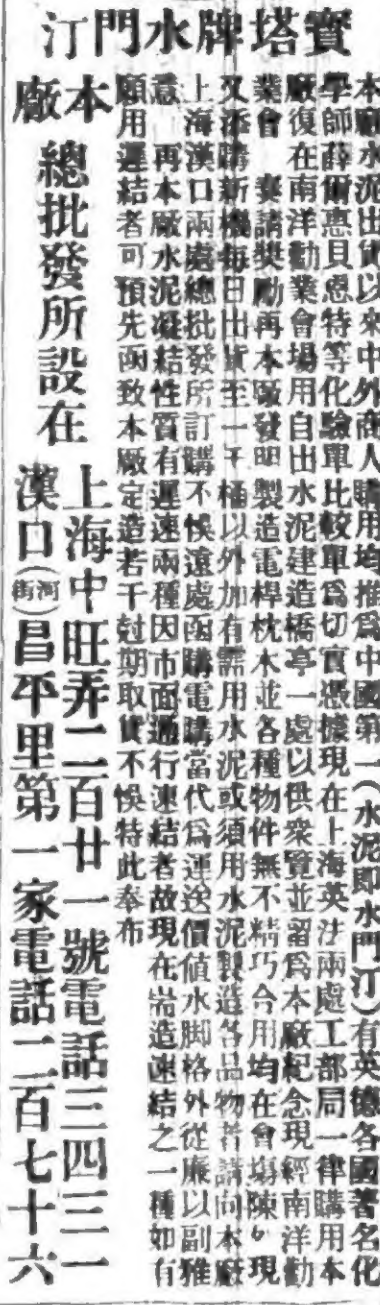 寶塔牌水門汀
本廠水泥出貨以來中外商人購用均推爲中國第一(水泥即水門汀)有英德各國著名化
學師薛爾惠貝恩特等化驗單比較單爲切實憑據現在上海英法兩處工部局一律購用本
廠復在南洋勸業會場用自出水泥建造橋亭一處以供衆覽並留爲本廠紀念現經南洋勸
業會 賽請獎勵再本廠發明製造電桿枕木並各種物件無不精巧合用均在會塲陳 現
又添購新機每日出貨至一千桶以外加有需用水泥或須用水泥製造各品物者請向本廠
上海漢口兩處總批發所訂購不悞遠處函購電購當代爲運送價值水脚格外從廉以副雅
意 再本廠水泥凝結性質有遲速兩種因市面通行速結者故現在耑造速結之一種如有
願用遲結者可預先函致本廠定造若干尅期取貨不悞特此奉布
本廠總批發所設在
上海中旺弄二百廿一號電話三四三一
漢口(河街)昌平里第一家電話二百七十六